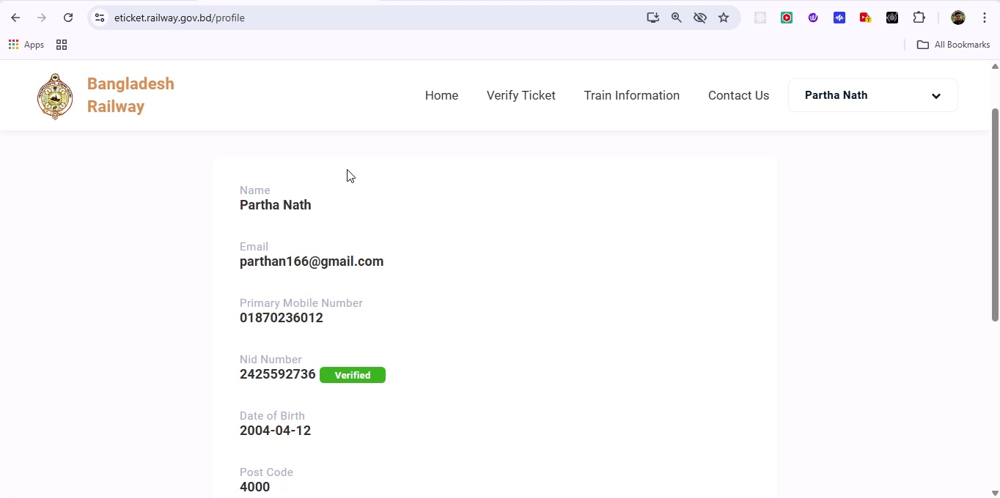 eticket.railway.gov.bd/profile
Apps
All Bookmarks
Bangladesh
Railway
Home
Verify Ticket
Train Information
Contact Us
Partha Nath
Name
Partha Nath
Email
parthan166@gmail.com
Primary Mobile Number
01870236012
Nid Number
2425592736 Verified
Date of Birth
2004-04-12
Post Code
4000